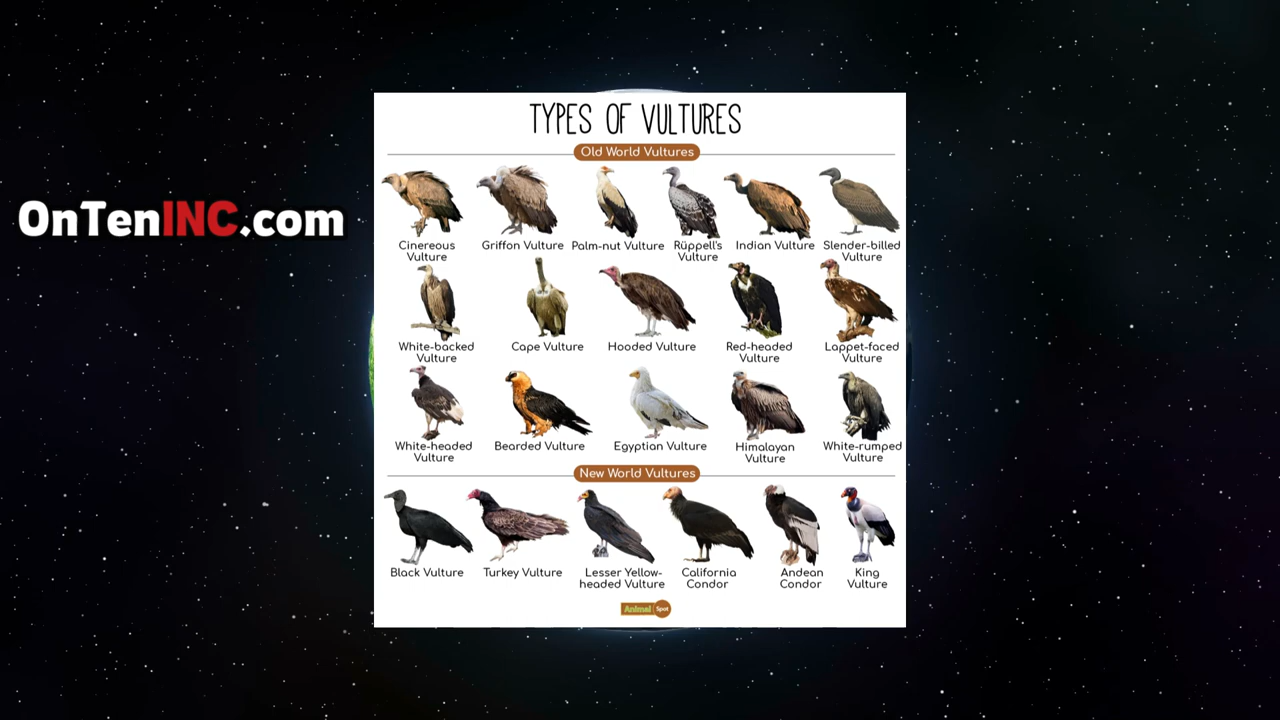 OnTenINC.com
TYPES OF VULTURES
Old World Vultures
Cinereous
Vulture
Griffon Vulture
Palm-nut Vulture
Rüppell's
Vulture
Indian Vulture
Slender-billed
Vulture
White-backed
Vulture
Cape Vulture
Hooded Vulture
Red-headed
Vulture
Lappet-faced
Vulture
White-headed
Vulture
Bearded Vulture
Egyptian Vulture
Himalayan
Vulture
White-rumped
Vulture
New World Vultures
Black Vulture
Turkey Vulture
Lesser Yellow-
headed Vulture
California
Condor
Andean
Condor
King
Vulture
Animal Spot